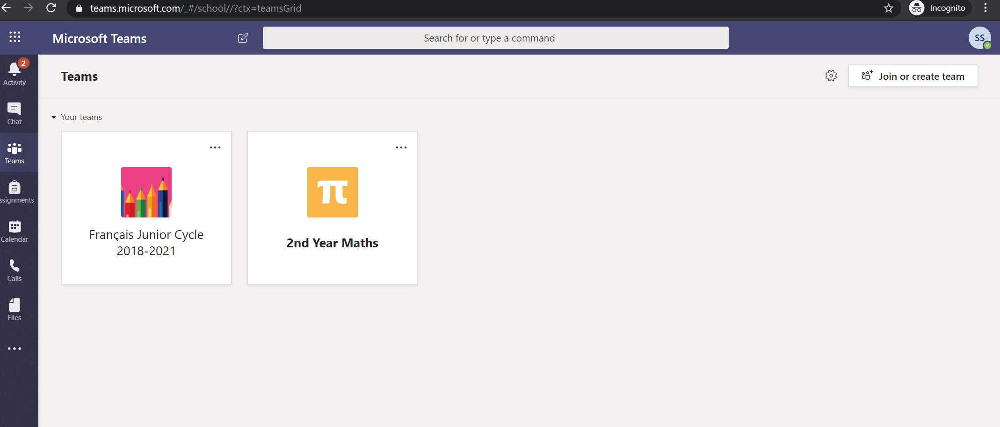 teams.microsoft.com/_#/school//?ctx=teamsGrid
Incognito
Microsoft Teams
Search for or type a command
SS
2
Activity
Chat
Teams
ssignments
Calendar
Calls
Files
Teams
Join or create team
Your teams
Français Junior Cycle
2018-2021
π
2nd Year Maths